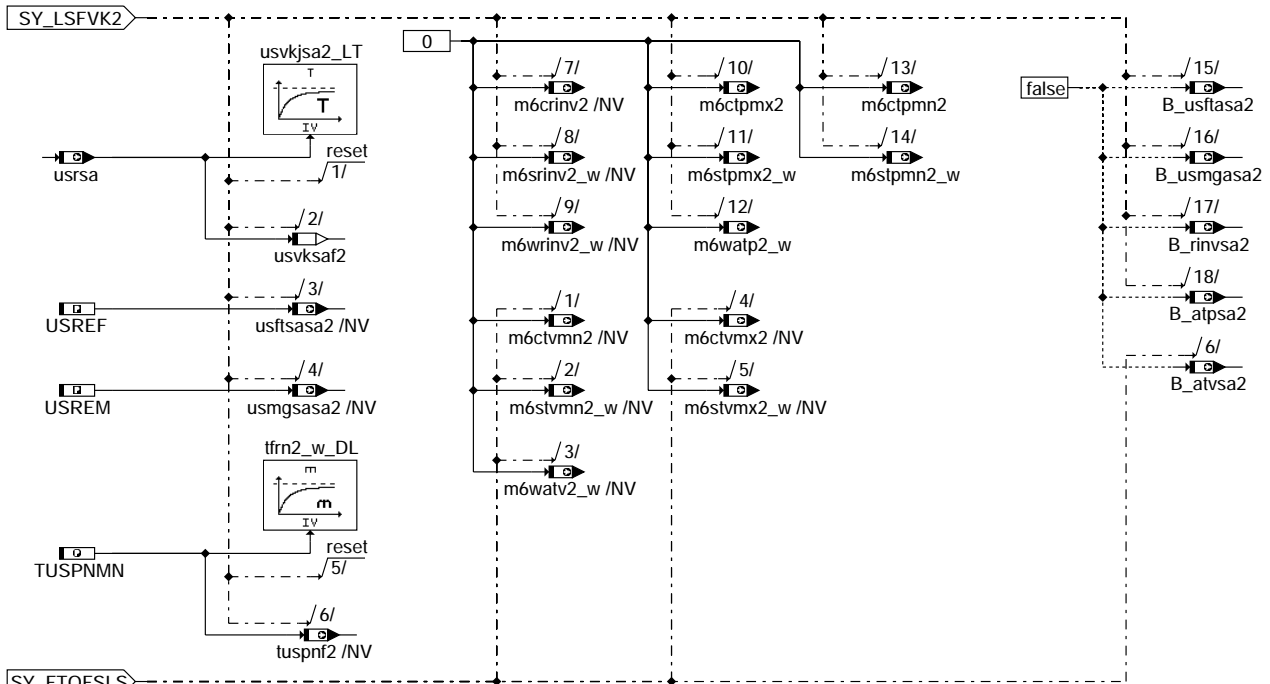 SY_LSFVK2
usvkjsa2_LT
T
T
IV
usrsa
reset
1/
2/
usvksaf2
USREF
3/
usftsasa2 /NV
USREM
4/
usmgsasa2 /NV
tfrn2_w_DL
m
m
IV
TUSPNMN
reset
5/
6/
tuspnf2 /NV
0
7/
m6crinv2 /NV
8/
m6srinv2_w /NV
9/
m6wrinv2_w /NV
1/
m6ctvmn2 /NV
2/
m6stvmn2_w /NV
3/
m6watv2_w /NV
10/
m6ctpmx2
11/
m6stpmx2_w
12/
m6watp2_w
4/
m6ctvmx2 /NV
5/
m6stvmx2_w /NV
13/
m6ctpmn2
14/
m6stpmn2_w
false
15/
B_usftasa2
16/
B_usmgasa2
17/
B_rinvsa2
18/
B_atpsa2
6/
B_atvsa2
SY_FTOFSLS